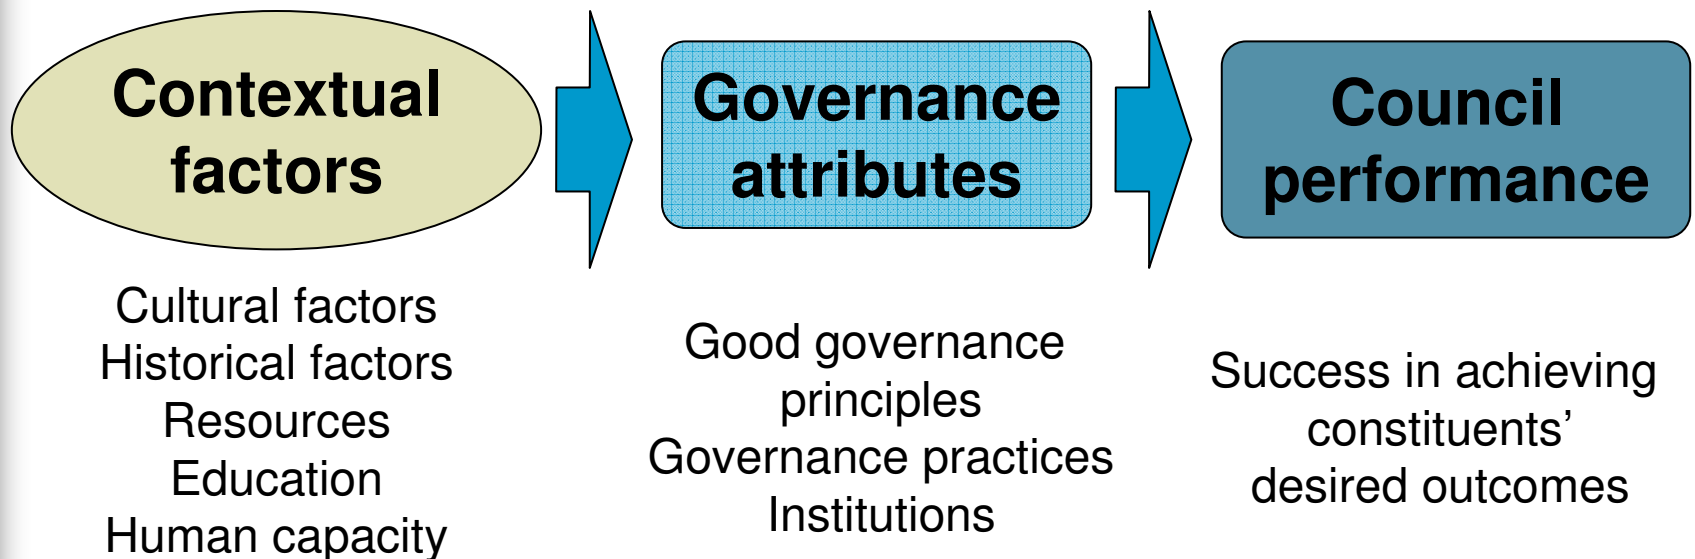 Contextual
factors
Cultural factors
Historical factors
Resources
Education
Human capacity
Governance
attributes
Good governance
principles
Governance practices
Institutions
Council
performance
Success in achieving
constituents’
desired outcomes